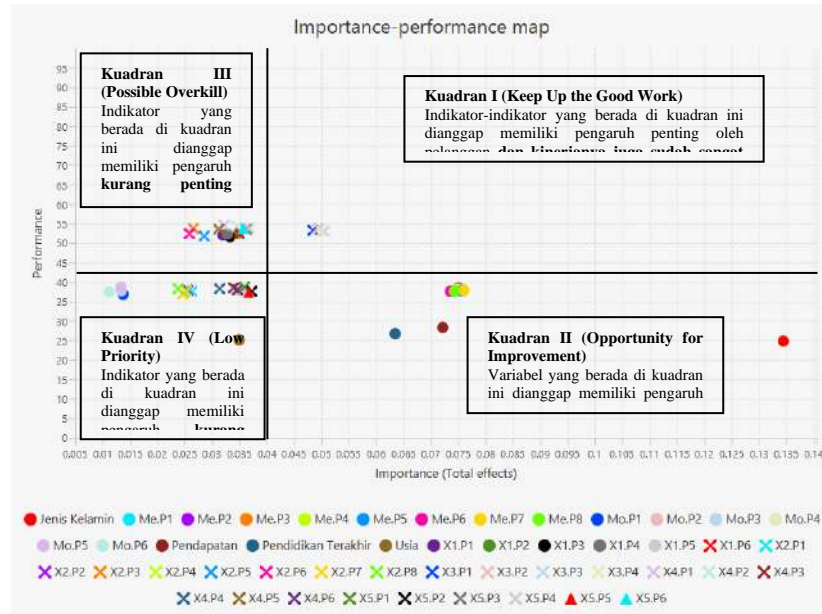 Importance-performance map
Kuadran III
(Possible Overkill)
Indikator yang
berada di kuadran
ini dianggap
memiliki pengaruh
kurang penting
Kuadran I (Keep Up the Good Work)
Indikator-indikator yang berada di kuadran ini
dianggap memiliki pengaruh penting oleh
pelanggan dan kinerjanya juga sudah sangat
Kuadran IV (Low
Priority)
Indikator yang berada
di kuadran ini
dianggap memiliki
pengaruh kurang
Kuadran II (Opportunity for
Improvement)
Variabel yang berada di kuadran
ini dianggap memiliki pengaruh
Performance
95
90
85
80
75
70
65
60
55
50
45
40
35
30
25
20
15
10
5
0
0.005 0.01 0.015 0.02 0.025 0.03 0.035 0.04 0.045 0.05 0.055 0.06 0.065 0.07 0.075 0.08 0.085 0.09 0.095 0.1 0.105 0.11 0.115 0.12 0.125 0.13 0.135 0.14
Importance (Total effects)
Jenis Kelamin Me.P1 Me.P2 Me.P3 Me.P4 Me.P5 Me.P6 Me.P7 Me.P8 Mo.P1 Mo.P2 Mo.P3 Mo.P4
Mo.P5 Mo.P6 Pendapatan Pendidikan Terakhir Usia X1.P1 X1.P2 X1.P3 X1.P4 X1.P5 X1.P6 X2.P1
X2.P2 X2.P3 X2.P4 X2.P5 X2.P6 X2.P7 X2.P8 X3.P1 X3.P2 X3.P3 X3.P4 X4.P1 X4.P2 X4.P3
X4.P4 X4.P5 X4.P6 X5.P1 X5.P2 X5.P3 X5.P4 X5.P5 X5.P6